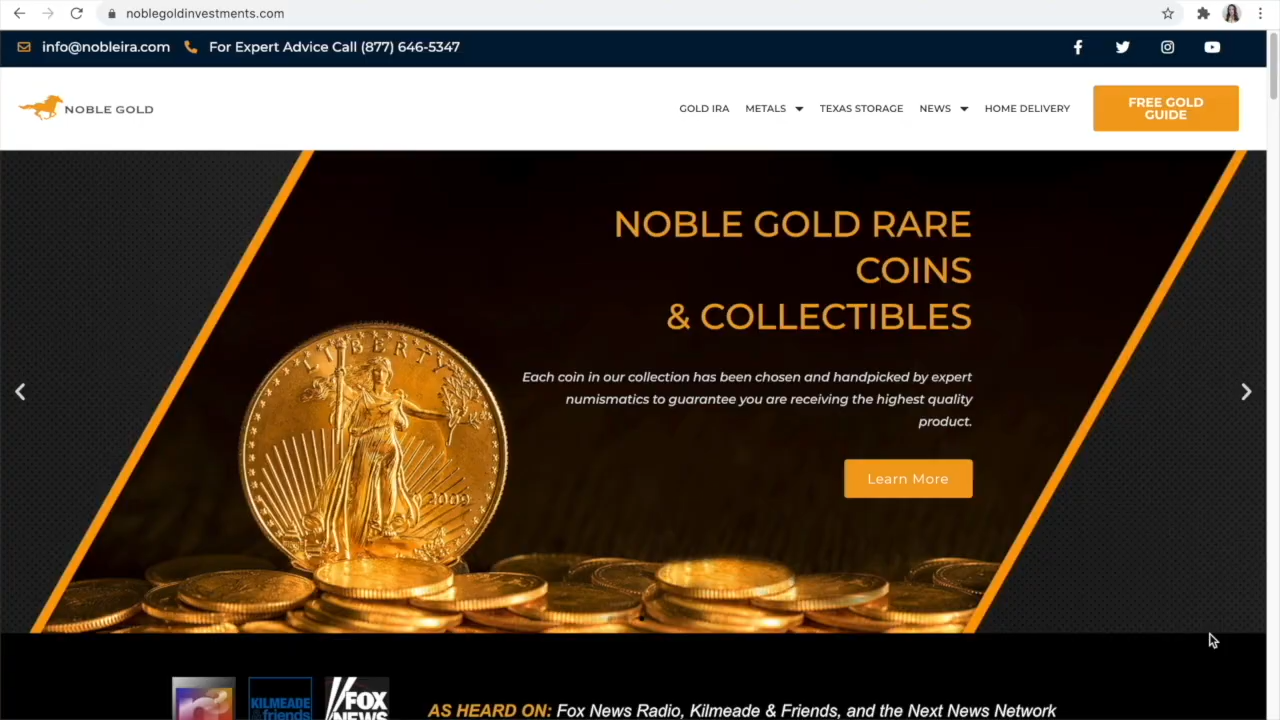 noblegoldinvestments.com
info@nobleira.com For Expert Advice Call (877) 646-5347
NOBLE GOLD
GOLD IRA METALS TEXAS STORAGE NEWS HOME DELIVERY
FREE GOLD
GUIDE
NOBLE GOLD RARE
COINS
& COLLECTIBLES
LIBERTY
2009
Each coin in our collection has been chosen and handpicked by expert
numismatics to guarantee you are receiving the highest quality
product.
Learn More
KILMEADE
&friends
FOX
NEWS
AS HEARD ON: Fox News Radio, Kilmeade & Friends, and the Next News Network